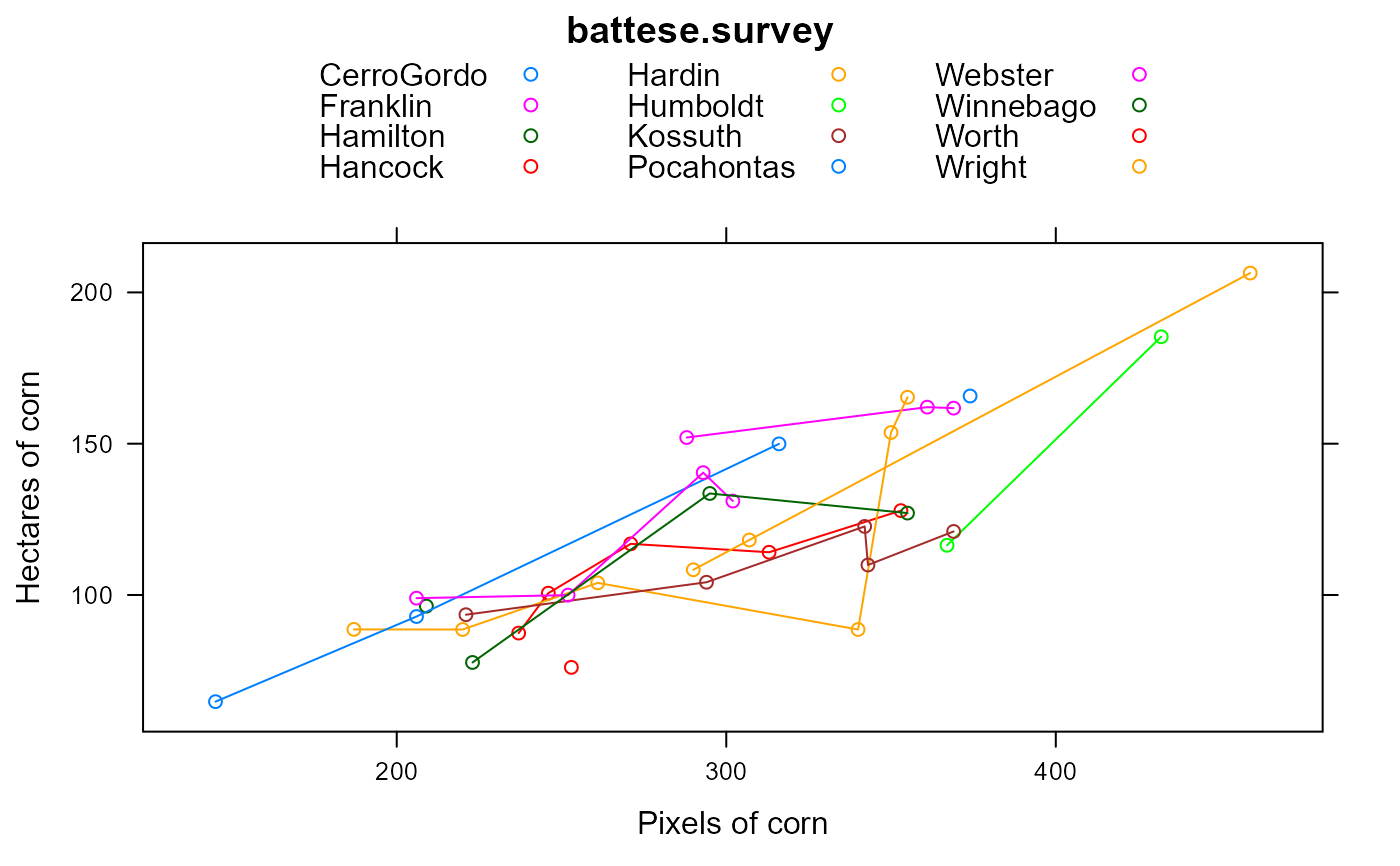 battese.survey
CerroGordo Hardin Webster
Franklin Humboldt Winnebago
Hamilton Kossuth Worth
Hancock Pocahontas Wright
200
150
100
Hectares of corn
200 300 400
Pixels of corn